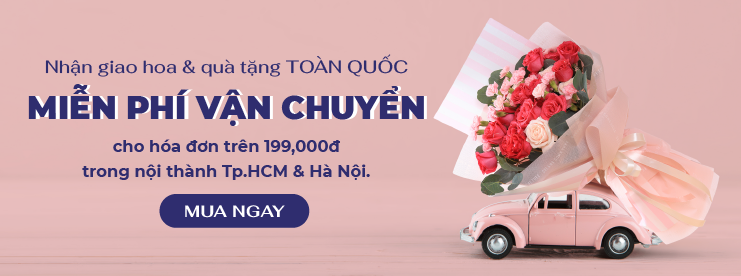 Nhận giao hoa & quà tặng TOÀN QUỐC
MIỄN PHÍ VẬN CHUYỂN
cho hóa đơn trên 199,000đ
trong nội thành Tp.HCM & Hà Nội.
MUA NGAY